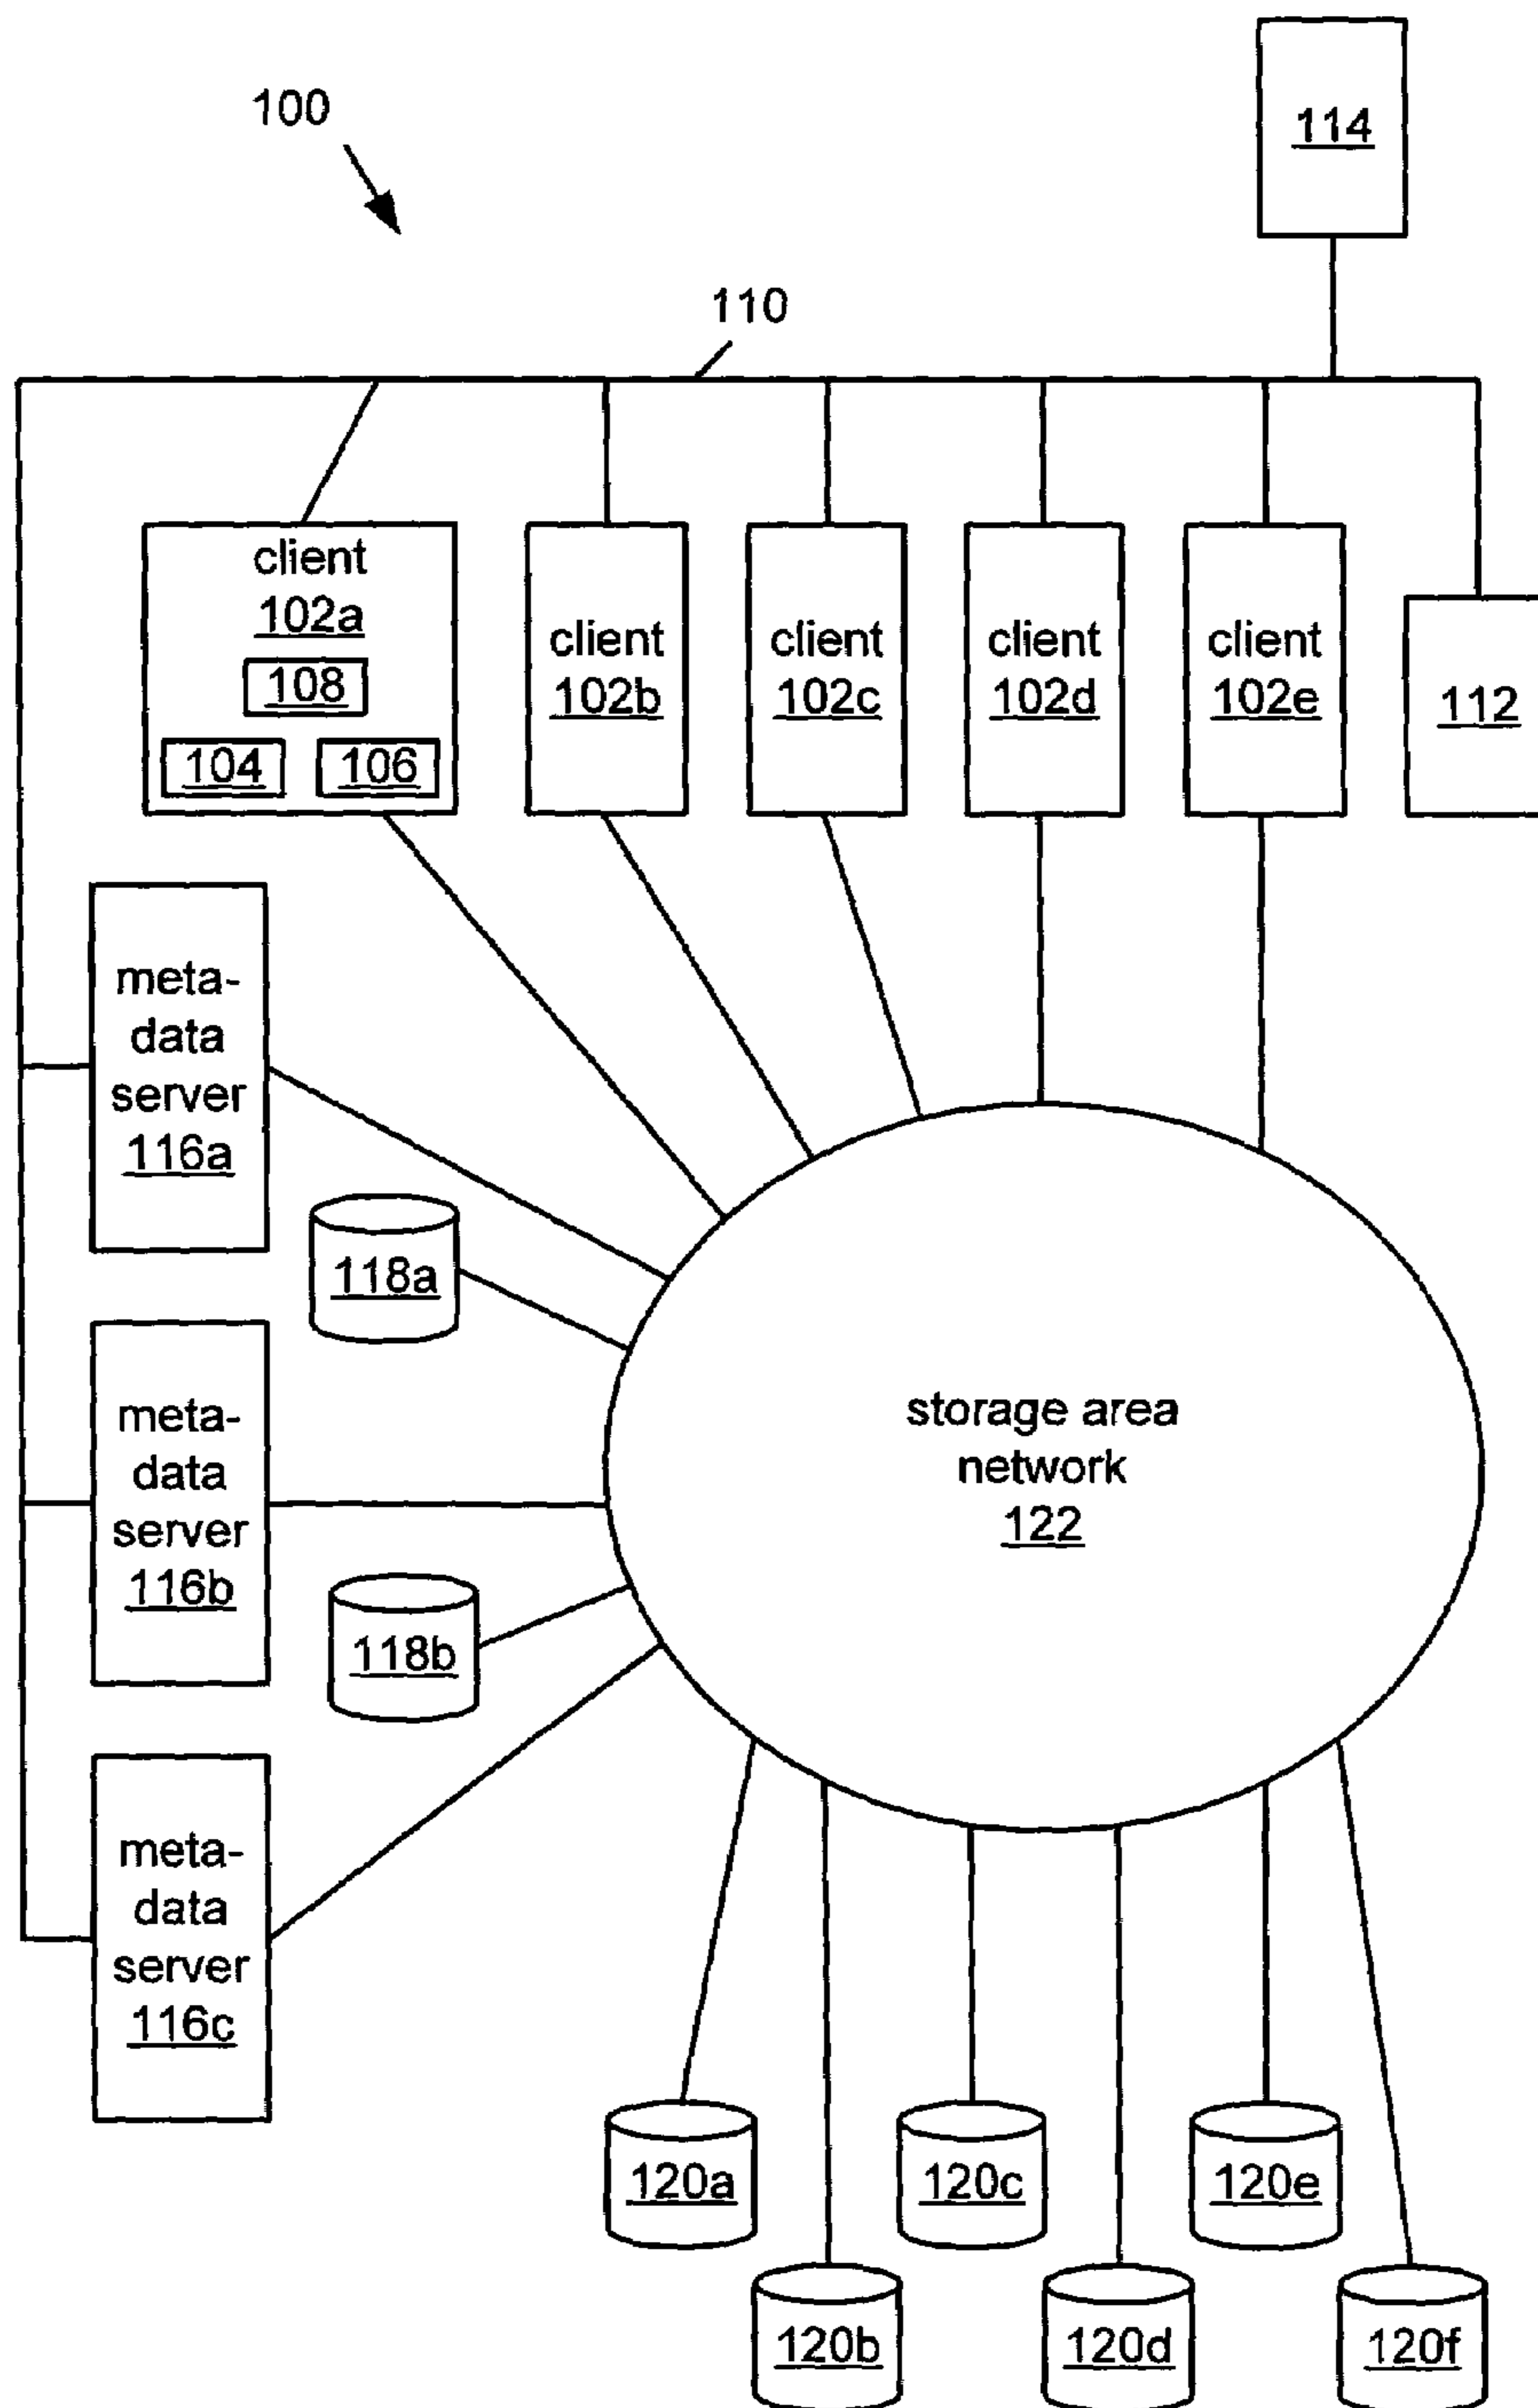 100
114
110
client
102a
108
104
106
client
102b
client
102c
client
102d
client
102e
112
meta-
data
server
116a
118a
meta-
data
server
116b
118b
storage area
network
122
meta-
data
server
116c
120a
120c
120e
120b
120d
120f